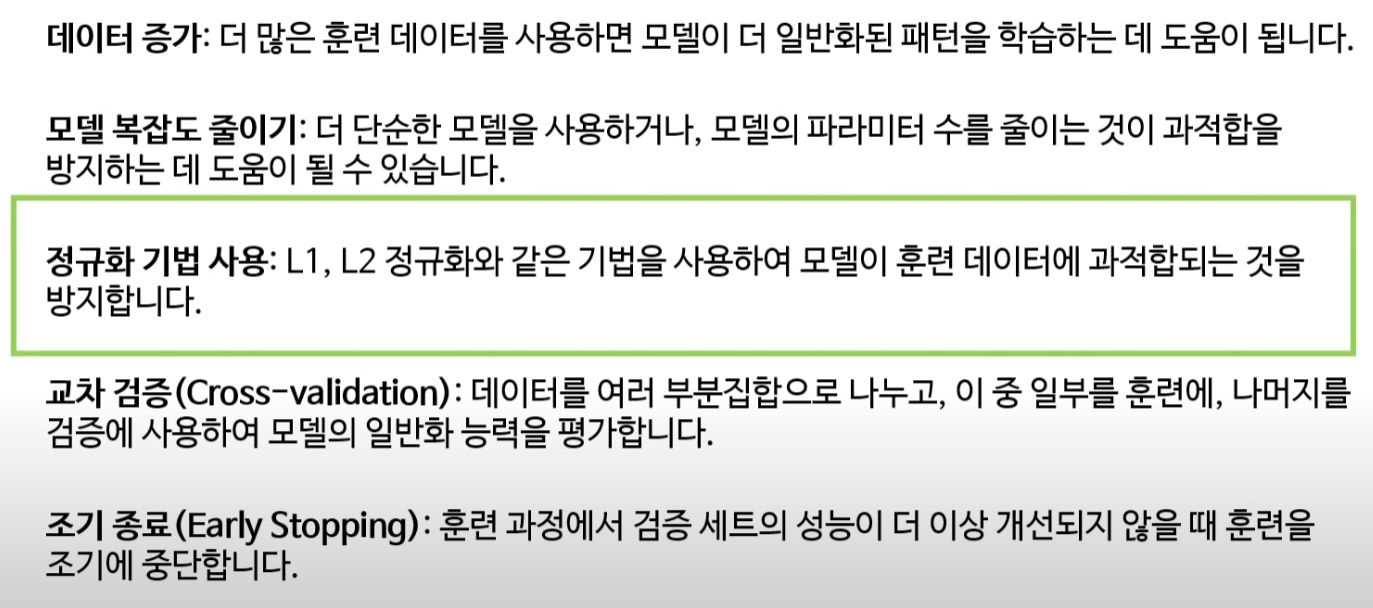 데이터 증가: 더 많은 훈련 데이터를 사용하면 모델이 더 일반화된 패턴을 학습하는 데 도움이 됩니다.
모델 복잡도 줄이기: 더 단순한 모델을 사용하거나, 모델의 파라미터 수를 줄이는 것이 과적합을
방지하는 데 도움이 될 수 있습니다.
정규화 기법 사용: L1, L2 정규화와 같은 기법을 사용하여 모델이 훈련 데이터에 과적합되는 것을
방지합니다.
교차 검증(Cross-validation): 데이터를 여러 부분집합으로 나누고, 이 중 일부를 훈련에, 나머지를
검증에 사용하여 모델의 일반화 능력을 평가합니다.
조기 종료(Early Stopping): 훈련 과정에서 검증 세트의 성능이 더 이상 개선되지 않을 때 훈련을
조기에 중단합니다.